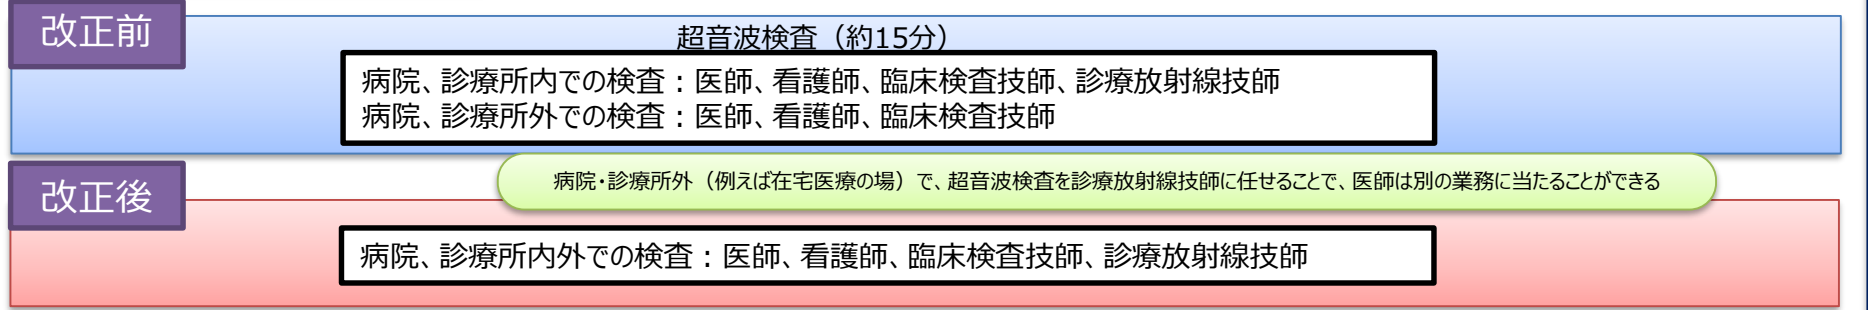 改正前
超音波検査（約15分）
病院、診療所内での検査：医師、看護師、臨床検査技師、診療放射線技師
病院、診療所外での検査：医師、看護師、臨床検査技師
病院・診療所外（例えば在宅医療の場）で、超音波検査を診療放射線技師に任せることで、医師は別の業務に当たることができる
改正後
病院、診療所内外での検査：医師、看護師、臨床検査技師、診療放射線技師